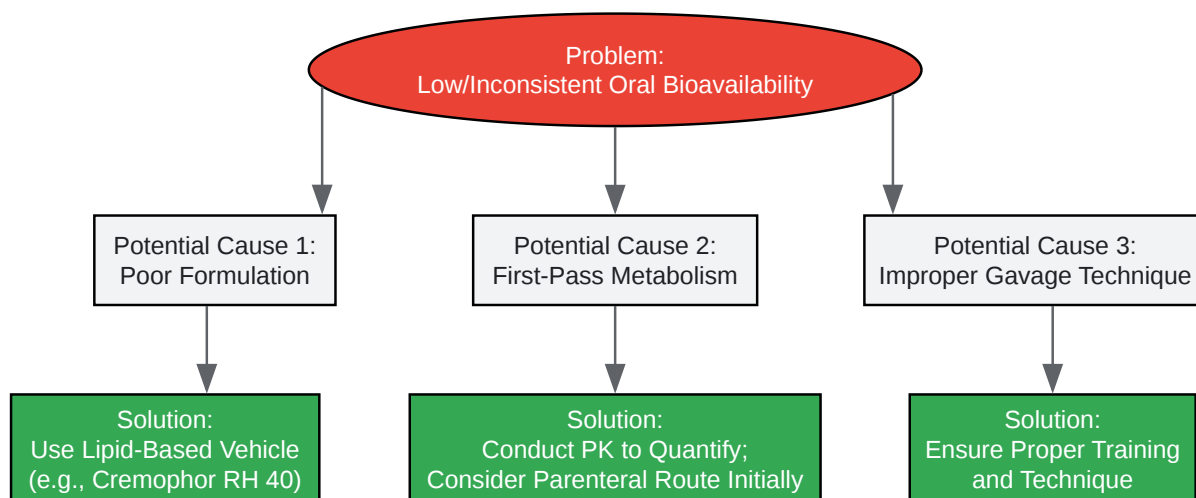 Problem:
Low/Inconsistent Oral Bioavailability
Potential Cause 1:
Poor Formulation
Potential Cause 2:
First-Pass Metabolism
Potential Cause 3:
Improper Gavage Technique
Solution:
Use Lipid-Based Vehicle
(e.g., Cremophor RH 40)
Solution:
Conduct PK to Quantify;
Consider Parenteral Route Initially
Solution:
Ensure Proper Training
and Technique